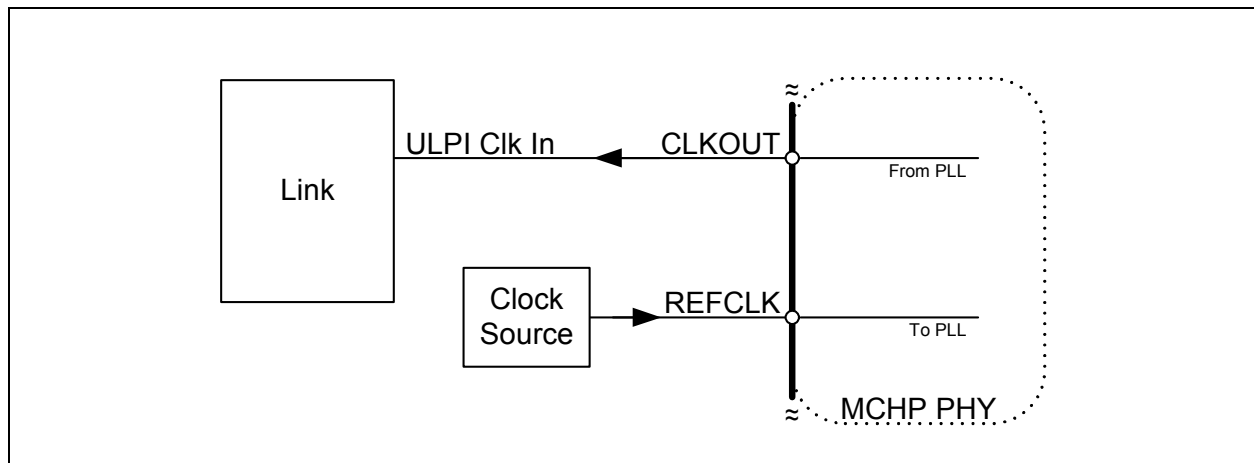 ULPI Clk In
CLKOUT
From PLL
Link
Clock
Source
REFCLK
To PLL
MCHP PHY